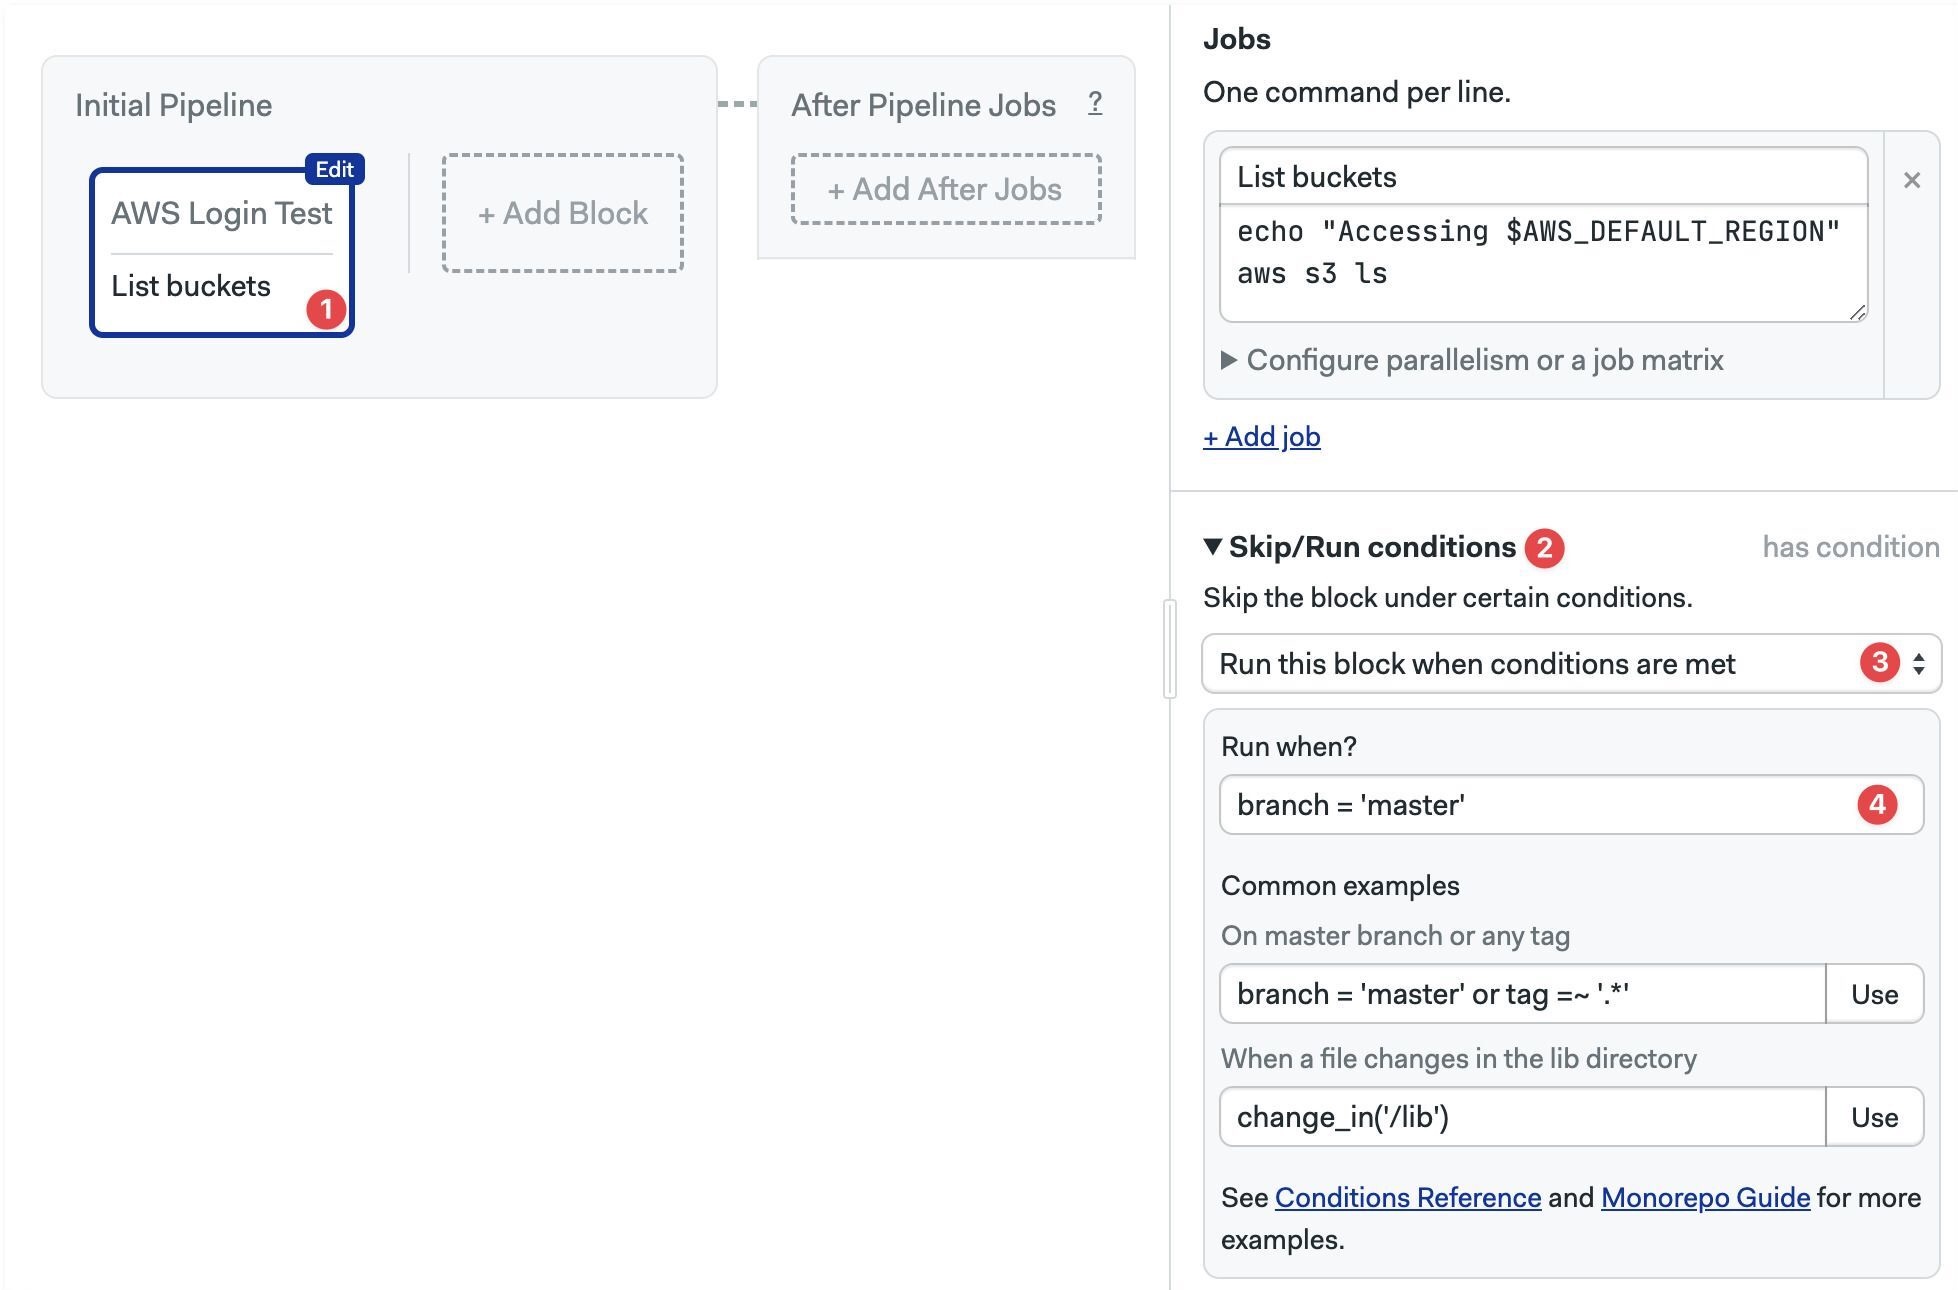 Initial Pipeline
Edit
AWS Login Test
List buckets
1
+ Add Block
After Pipeline Jobs ?
+ Add After Jobs
Jobs
One command per line.
List buckets
×
echo "Accessing $AWS_DEFAULT_REGION"
aws s3 ls
▶ Configure parallelism or a job matrix
+ Add job
▼ Skip/Run conditions 2 has condition
Skip the block under certain conditions.
Run this block when conditions are met 3
Run when?
branch = 'master' 4
Common examples
On master branch or any tag
branch = 'master' or tag =~ '.*' Use
When a file changes in the lib directory
change_in('/lib') Use
See Conditions Reference and Monorepo Guide for more
examples.